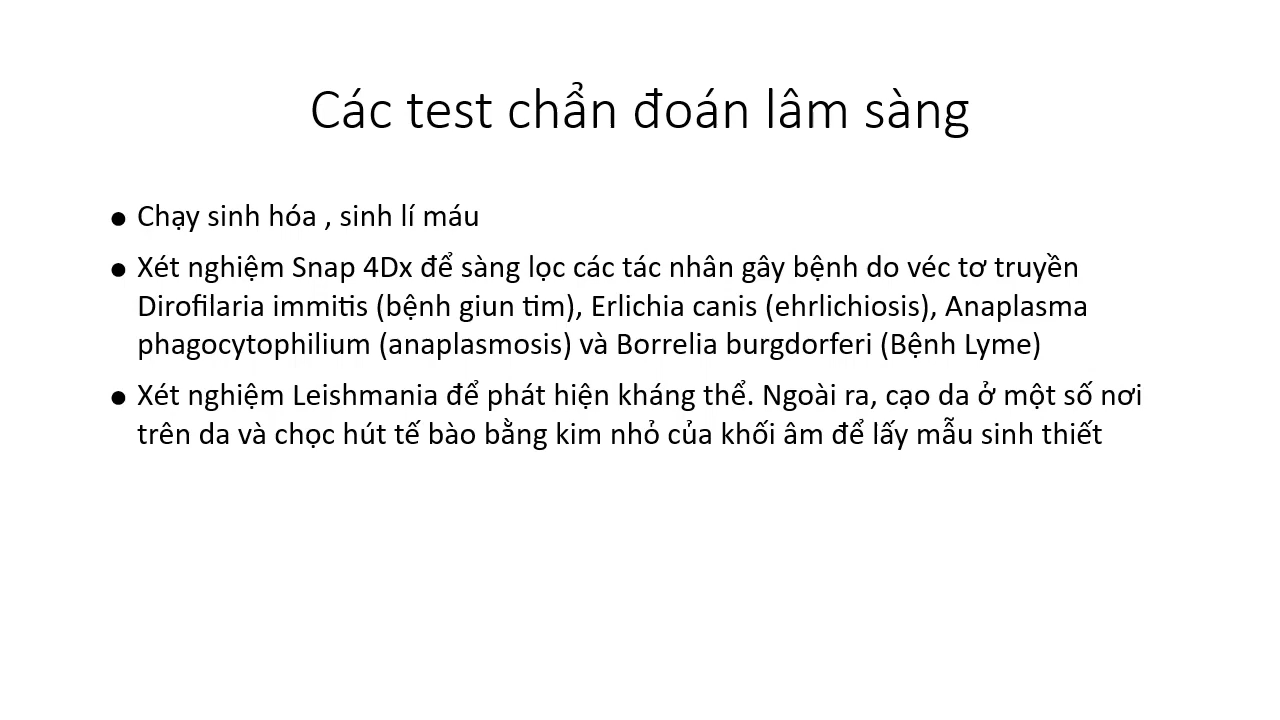 Các test chẩn đoán lâm sàng
• Chạy sinh hóa , sinh lí máu
• Xét nghiệm Snap 4Dx để sàng lọc các tác nhân gây bệnh do véc tơ truyền
Dirofilaria immitis (bệnh giun tim), Erlichia canis (ehrlichiosis), Anaplasma
phagocytophilium (anaplasmosis) và Borrelia burgdorferi (Bệnh Lyme)
• Xét nghiệm Leishmania để phát hiện kháng thể. Ngoài ra, cạo da ở một số nơi
trên da và chọc hút tế bào bằng kim nhỏ của khối âm để lấy mẫu sinh thiết